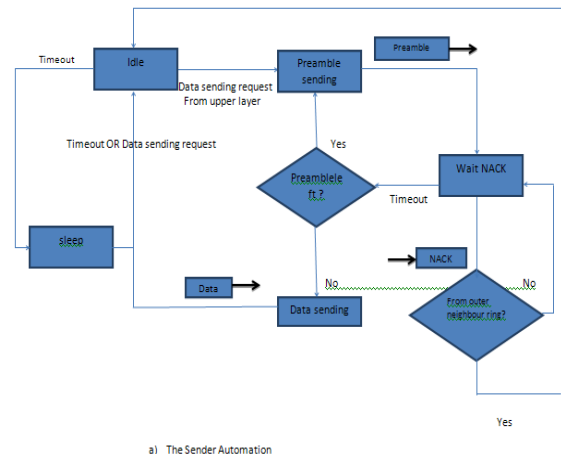 Preamble
Timeout
Idle
Preamble
sending
Data sending request
From upper layer
Timeout OR Data sending request
Yes
Preamblele
ft ?
Wait NACK
Timeout
sleep
NACK
Data
No
No
Data sending
From outer
neighbour ring?
Yes
a) The Sender Automation